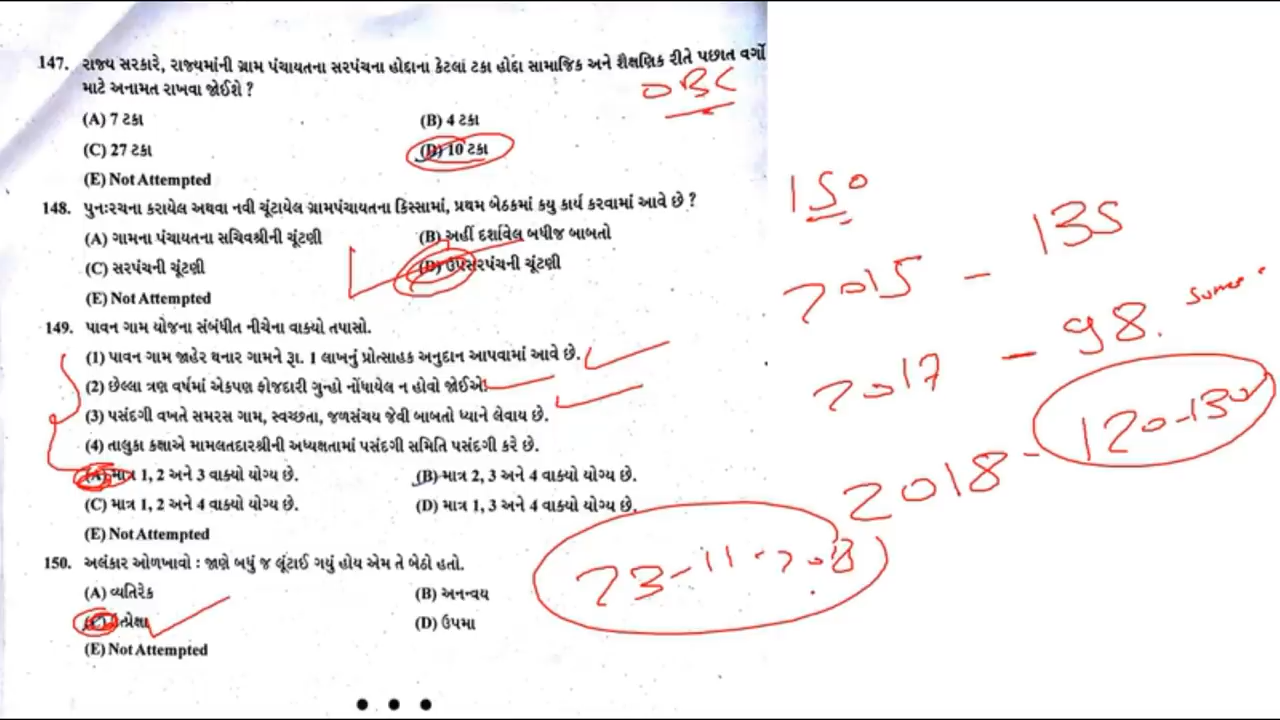 147. રાજ્ય સરકારે, રાજ્યમાંની ગ્રામ પંચાયતના સરપંચના હોદ્દાના કેટલાં ટકા હોદ્દા સામાજિક અને શૈક્ષણિક રીતે પછાત વર્ગો
માટે અનામત રાખવા જોઈશે ?
OBC
(A) 7 ટકા (B) 4 ટકા
(C) 27 ટકા (D) 10 ટકા
(E) Not Attempted
148. પુનઃરચના કરાયેલ અથવા નવી ચૂંટાયેલ ગ્રામપંચાયતના કિસ્સામાં, પ્રથમ બેઠકમાં કયુ કાર્ય કરવામાં આવે છે ?
(A) ગામના પંચાયતના સચિવશ્રીની ચૂંટણી (B) અહીં દર્શાવેલ બધીજ બાબતો
(C) સરપંચની ચૂંટણી (D) ઉપસરપંચની ચૂંટણી
(E) Not Attempted
149. પાવન ગામ યોજના સંબંધીત નીચેના વાક્યો તપાસો.
(1) પાવન ગામ જાહેર થનાર ગામને રૂા. 1 લાખનું પ્રોત્સાહક અનુદાન આપવામાં આવે છે.
(2) છેલ્લા ત્રણ વર્ષમાં એકપણ ફોજદારી ગુન્હો નોંધાયેલ ન હોવો જોઈએ.
(3) પસંદગી વખતે સમરસ ગામ, સ્વચ્છતા, જળસંચય જેવી બાબતો ધ્યાને લેવાય છે.
(4) તાલુકા કક્ષાએ મામલતદારશ્રીની અધ્યક્ષતામાં પસંદગી સમિતિ પસંદગી કરે છે.
(A) માત્ર 1, 2 અને 3 વાક્યો યોગ્ય છે. (B) માત્ર 2, 3 અને 4 વાક્યો યોગ્ય છે.
(C) માત્ર 1, 2 અને 4 વાક્યો યોગ્ય છે. (D) માત્ર 1, 3 અને 4 વાક્યો યોગ્ય છે.
(E) Not Attempted
150. અલંકાર ઓળખાવો : જાણે બધું જ લૂંટાઈ ગયું હોય એમ તે બેઠો હતો.
(A) વ્યતિરેક (B) અનન્વય
(C) ઉત્પ્રેક્ષા (D) ઉપમા
(E) Not Attempted
150
2015 - 135
2017 - 98.
2018 - 120-130